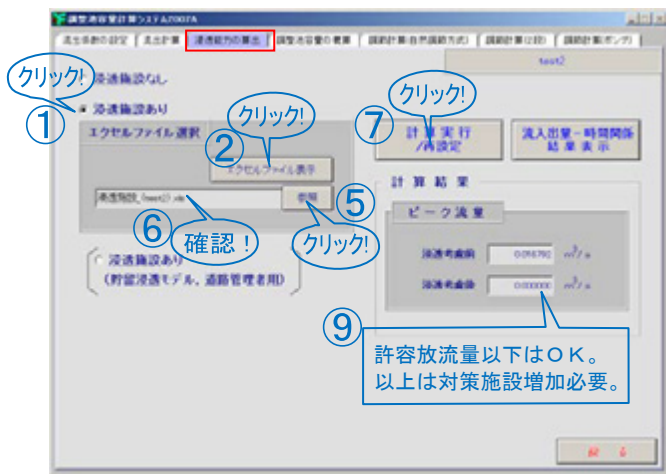 調整池容量計算システム2007A
流出係数の設定
流出計算
浸透能力の算出
調整池容量の概算
調節計算(自然調節方式)
調節計算(2段)
調節計算(ポンプ)
test2
クリック!
浸透施設なし
① 浸透施設あり
エクセルファイル選択
② クリック!
エクセルファイル表示
浸透施設_(test2).xls
参照
⑤ クリック!
⑥ 確認!
浸透施設あり
(貯留浸透モデル、道路管理者用)
⑦ クリック!
計算実行
/再設定
流入出量-時間関係
結果表示
計算結果
ピーク流量
浸透考慮前 0.016792 m³/s
浸透考慮後 0.000000 m³/s
⑨
許容放流量以下はOK。
以上は対策施設増加必要。
戻る